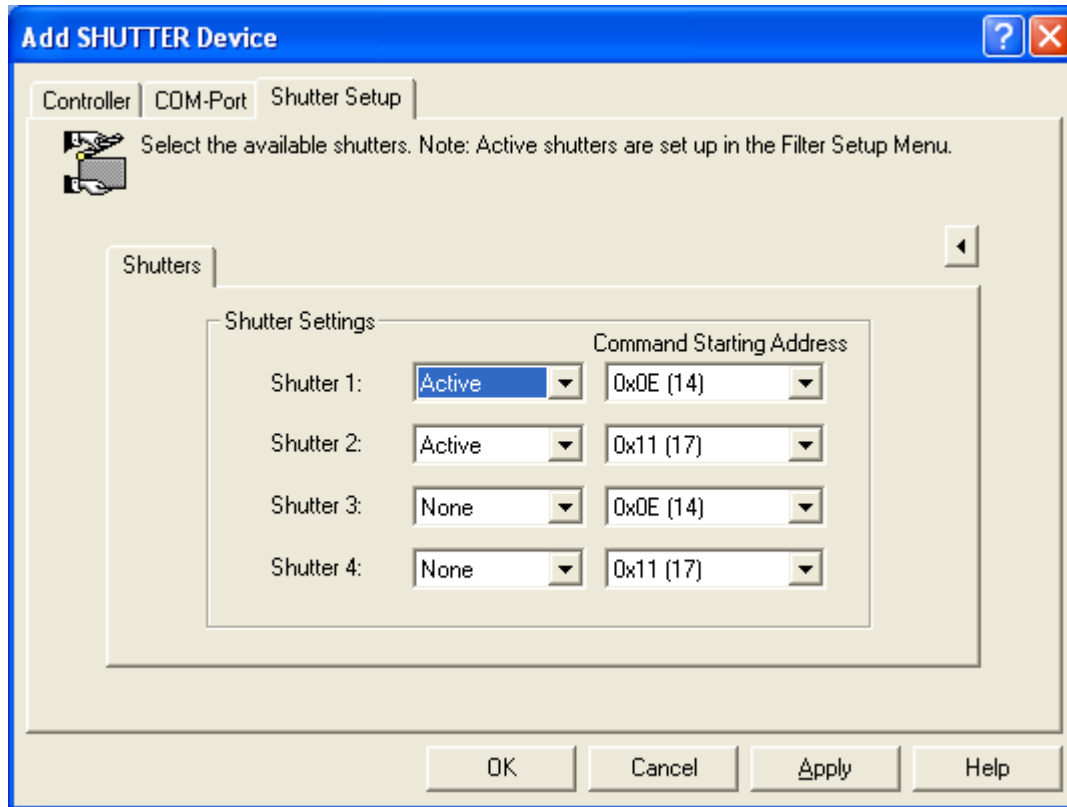 Add SHUTTER Device
Controller COM-Port Shutter Setup
Select the available shutters. Note: Active shutters are set up in the Filter Setup Menu.
Shutters
Shutter Settings
Command Starting Address
Shutter 1: Active 0x0E (14)
Shutter 2: Active 0x11 (17)
Shutter 3: None 0x0E (14)
Shutter 4: None 0x11 (17)
OK Cancel Apply Help